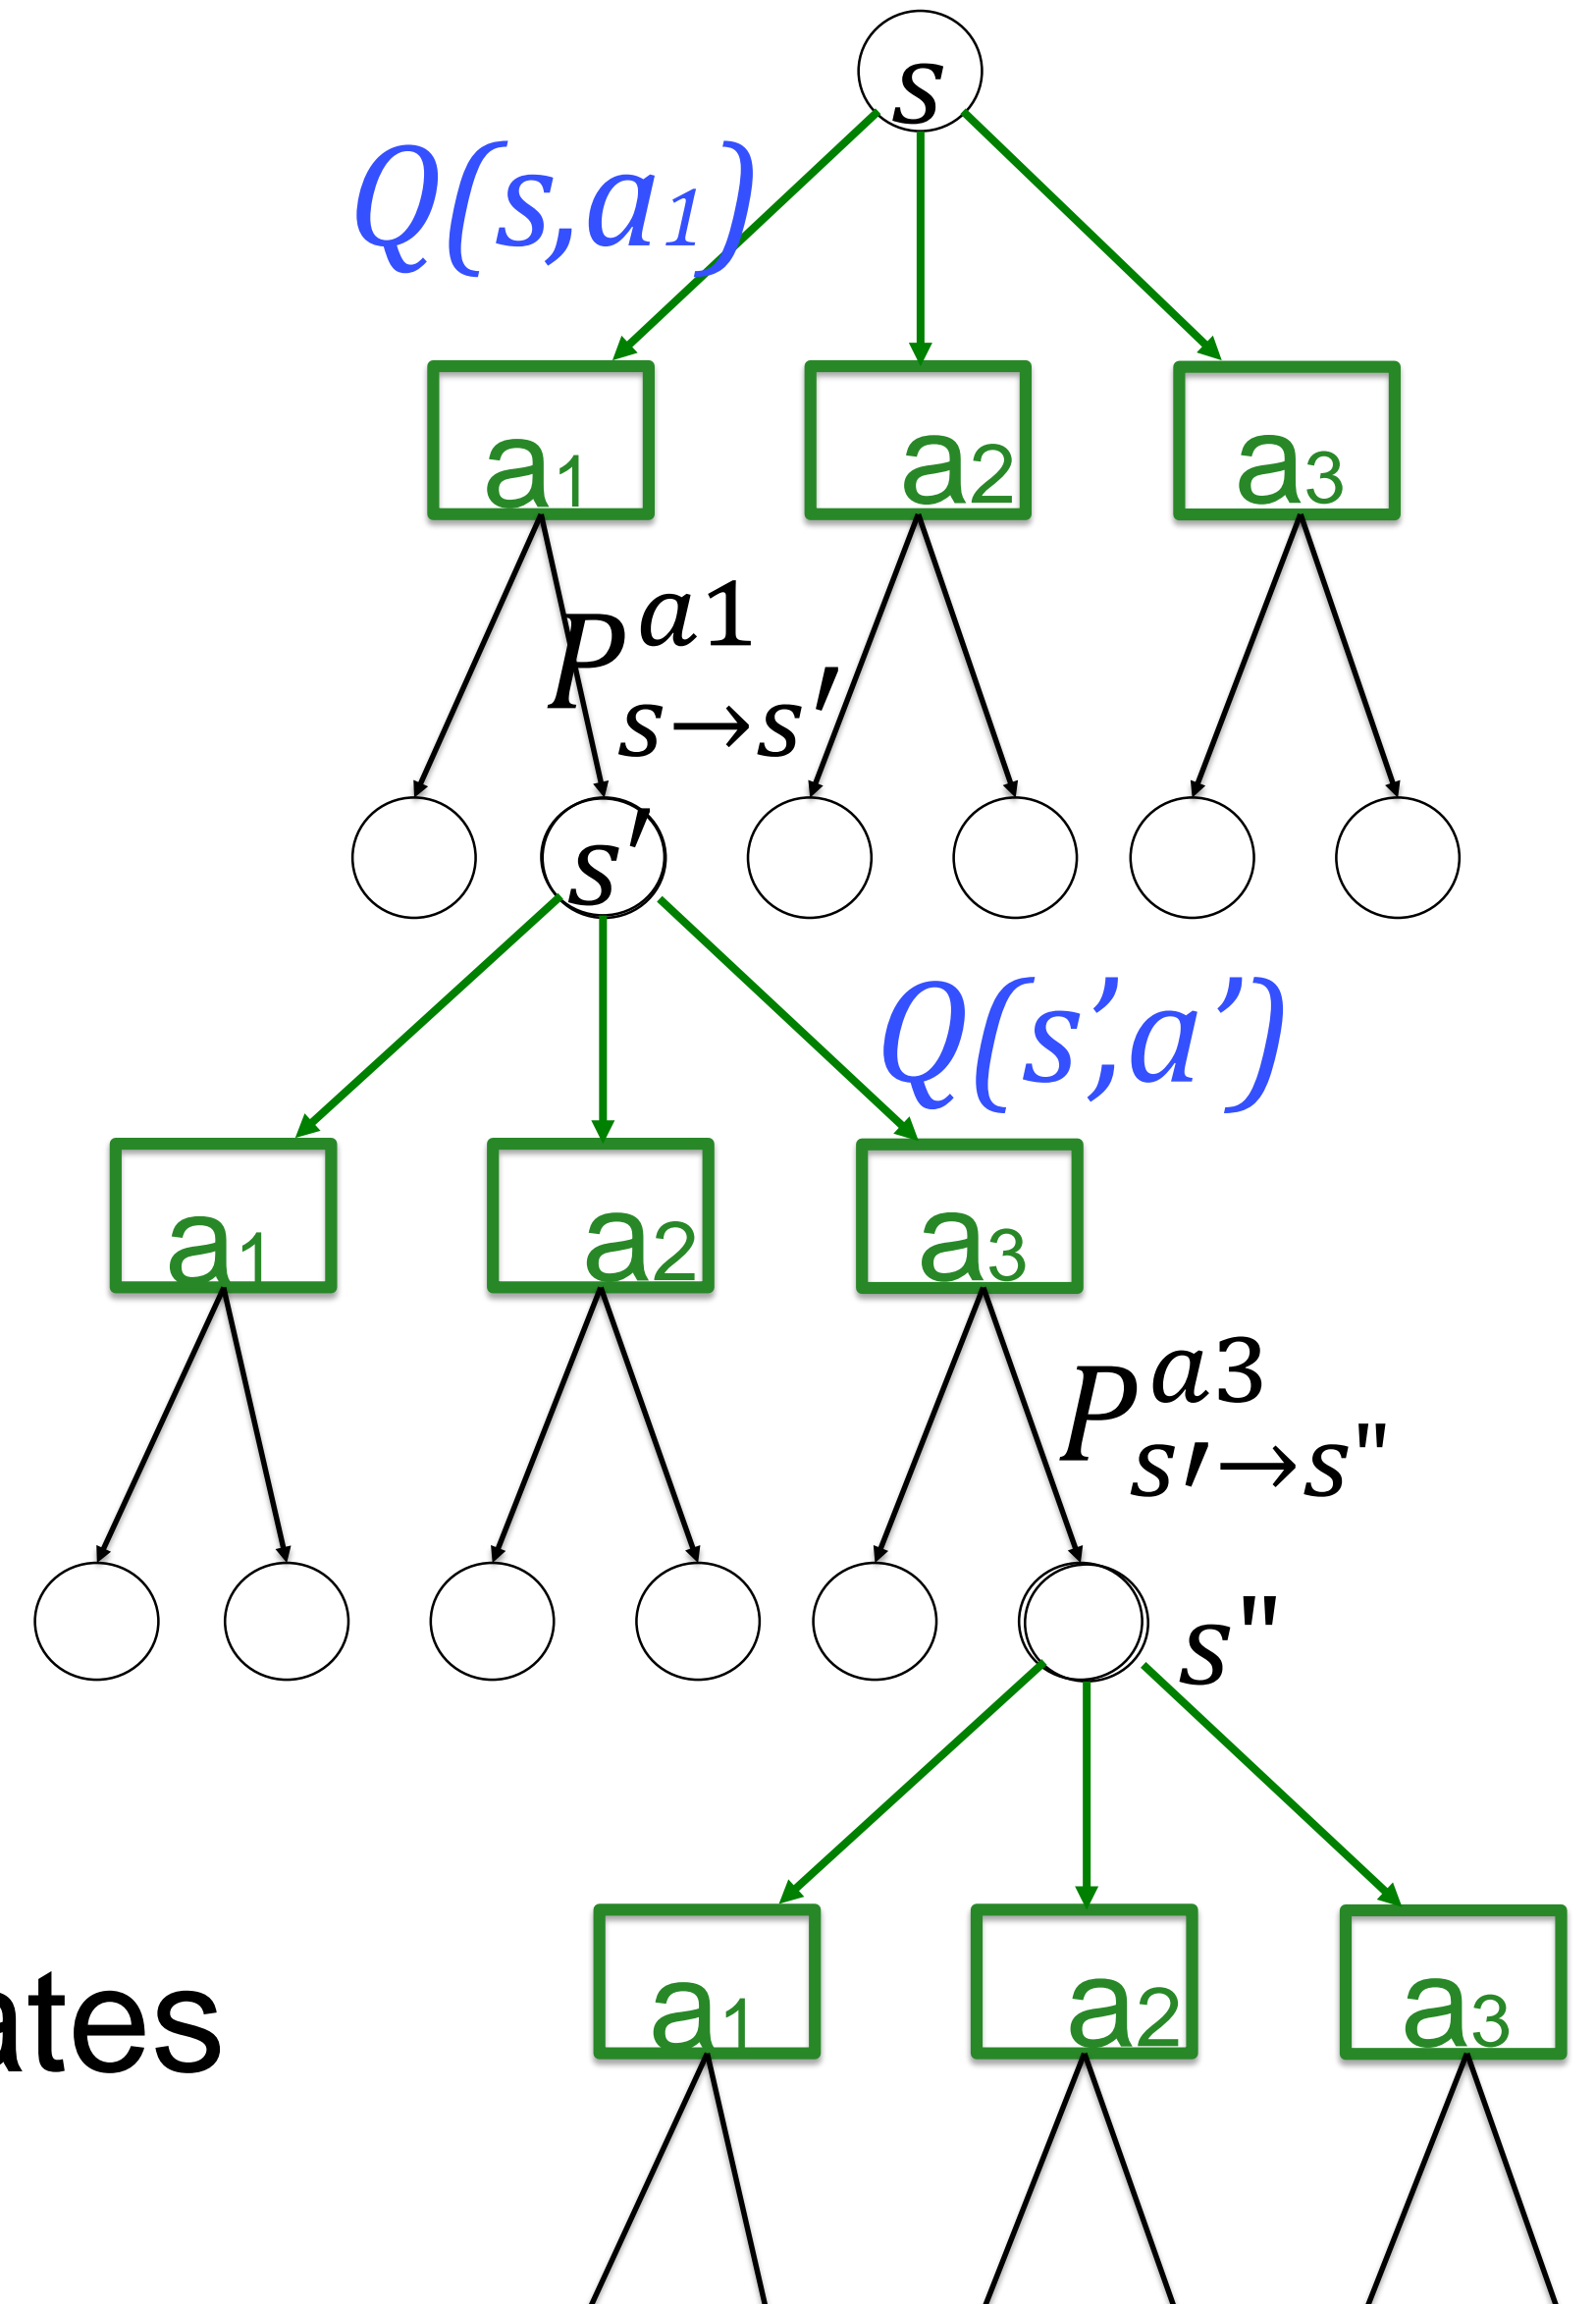 s
Q(s,a1)
a1 a2 a3
P a1 s→s′
s′
Q(s’,a’)
a1 a2 a3
P a3 s′→s"
s"
a1 a2 a3
ates